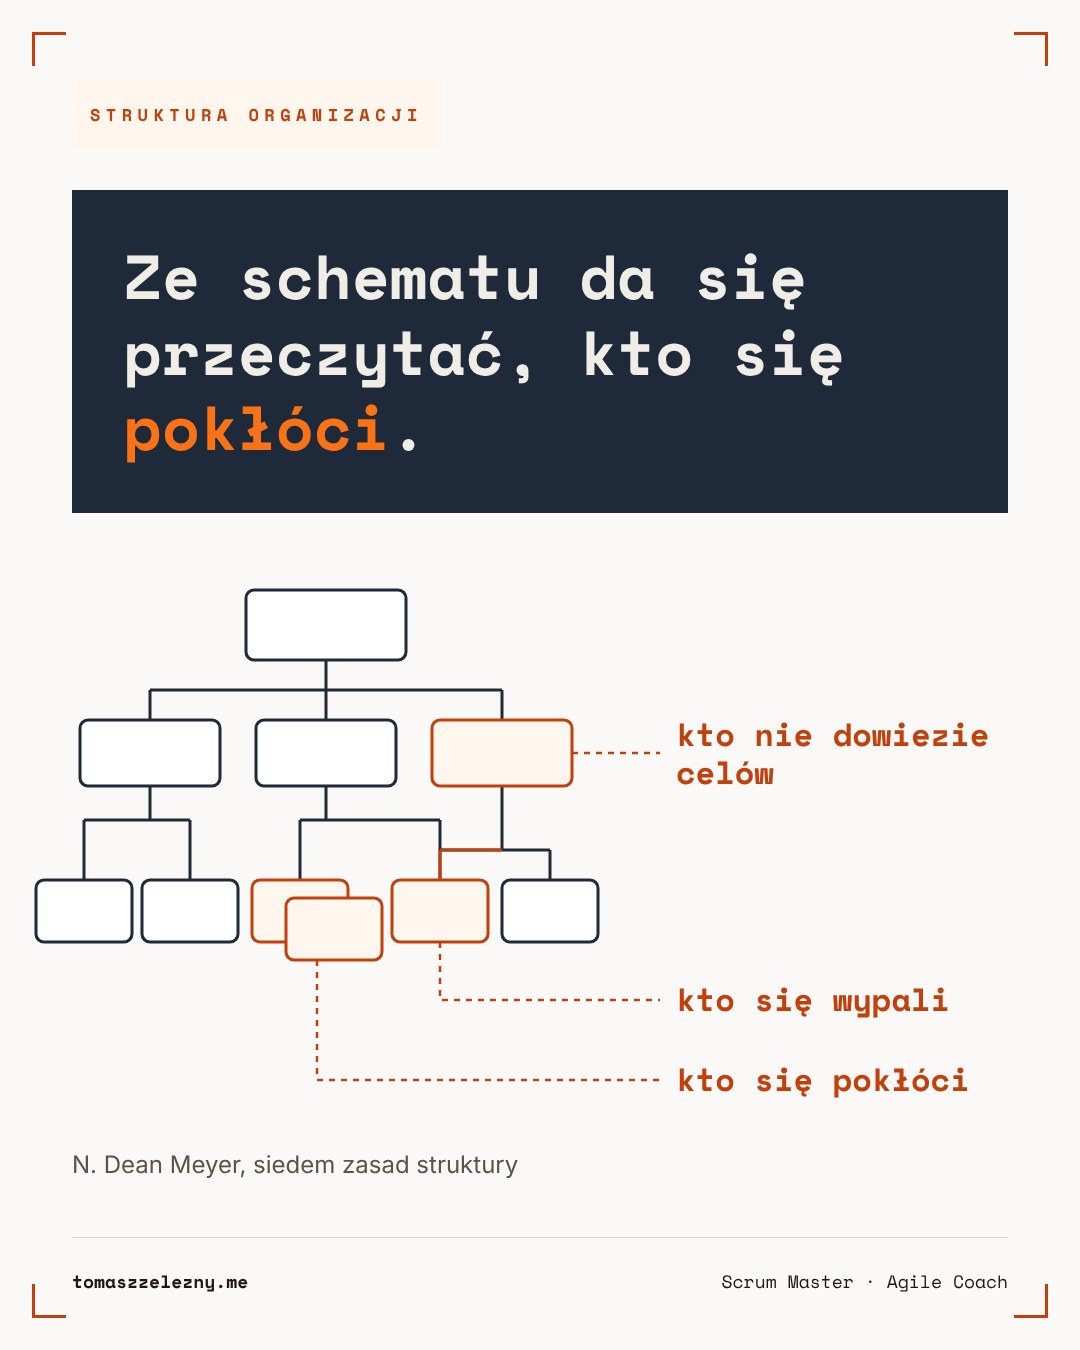 STRUKTURA ORGANIZACJI
Ze schematu da się
przeczytać, kto się
pokłóci.
kto nie dowiezie
celów
kto się wypali
kto się pokłóci
N. Dean Meyer, siedem zasad struktury
tomaszzelezny.me
Scrum Master · Agile Coach